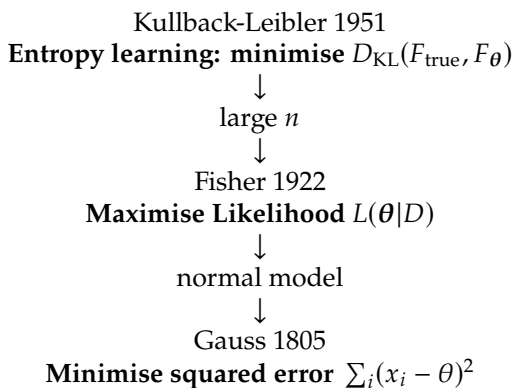 Kullback-Leibler 1951
Entropy learning: minimise D_KL(F_true, F_θ)
↓
large n
↓
Fisher 1922
Maximise Likelihood L(θ|D)
↓
normal model
↓
Gauss 1805
Minimise squared error ∑_i(x_i − θ)²